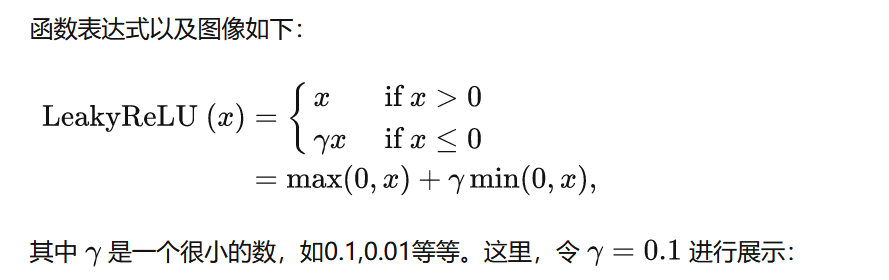 函数表达式以及图像如下：
LeakyReLU (x) = { x if x > 0
γx if x ≤ 0
= max(0, x) + γ min(0, x),
其中 γ 是一个很小的数，如0.1,0.01等等。这里，令 γ = 0.1 进行展示：